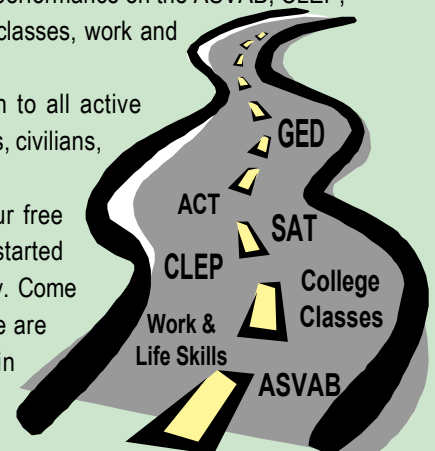 performance on the ASVAB, CLEP,
classes, work and
to all active
s, civilians,
ur free
started
. Come
e are
in
GED
ACT
SAT
CLEP
College
Classes
Work &
Life Skills
ASVAB